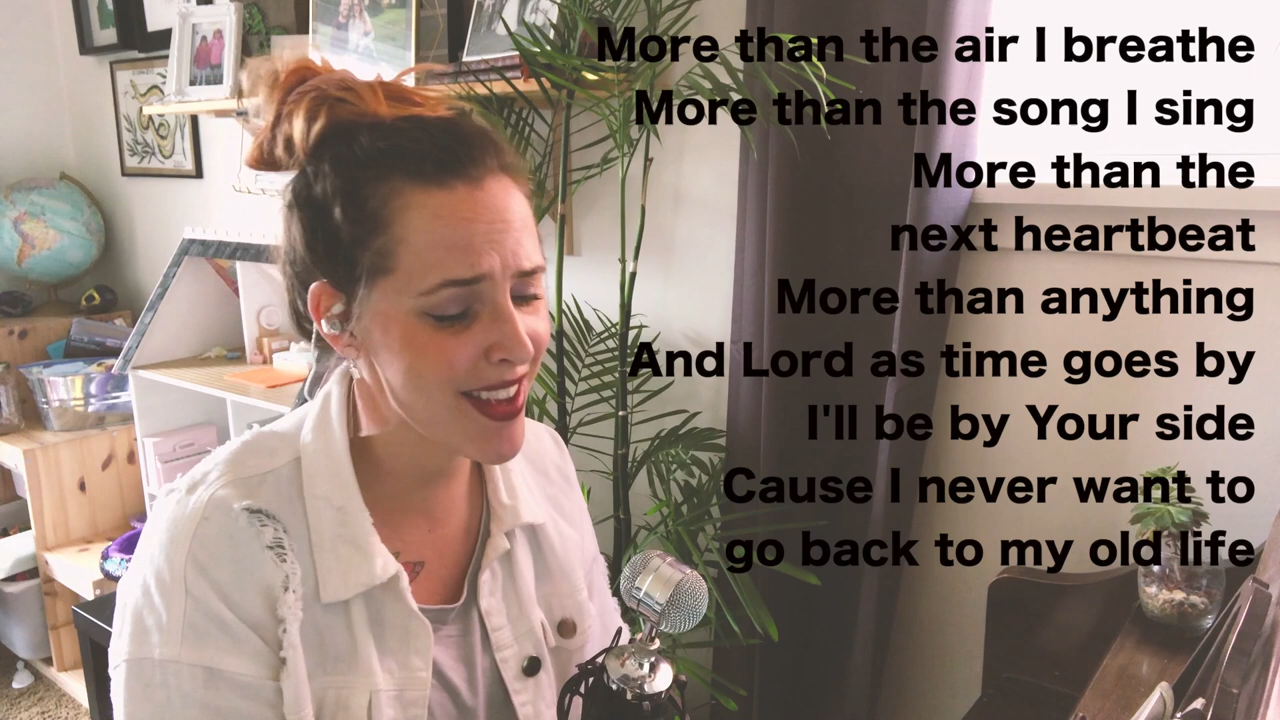 More than the air I breathe
More than the song I sing
More than the
next heartbeat
More than anything
And Lord as time goes by
I'll be by Your side
Cause I never want to
go back to my old life